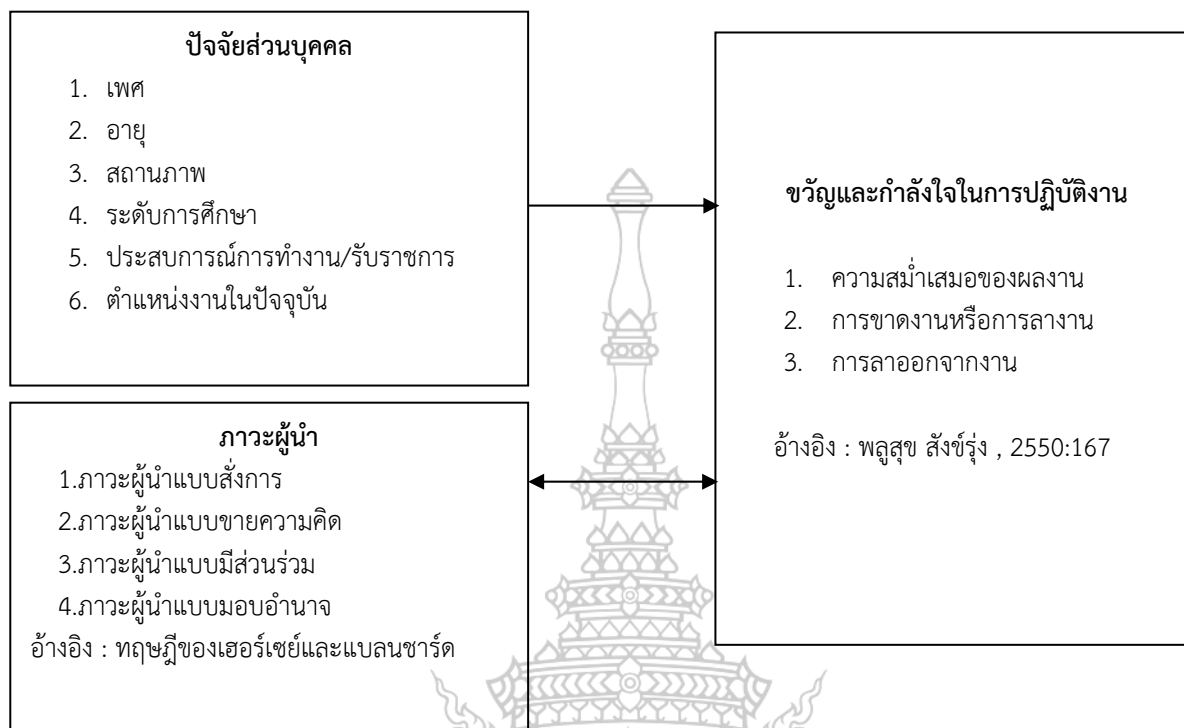 ปัจจัยส่วนบุคคล
1. เพศ
2. อายุ
3. สถานภาพ
4. ระดับการศึกษา
5. ประสบการณ์การทำงาน/รับราชการ
6. ตำแหน่งงานในปัจจุบัน
ภาวะผู้นำ
1.ภาวะผู้นำแบบสั่งการ
2.ภาวะผู้นำแบบขายความคิด
3.ภาวะผู้นำแบบมีส่วนร่วม
4.ภาวะผู้นำแบบมอบอำนาจ
อ้างอิง : ทฤษฎีของเฮอร์เซย์และแบลนชาร์ด
ขวัญและกำลังใจในการปฏิบัติงาน
1. ความสม่ำเสมอของผลงาน
2. การขาดงานหรือการลางาน
3. การลาออกจากงาน
อ้างอิง : พลูสุข สังข์รุ่ง , 2550:167